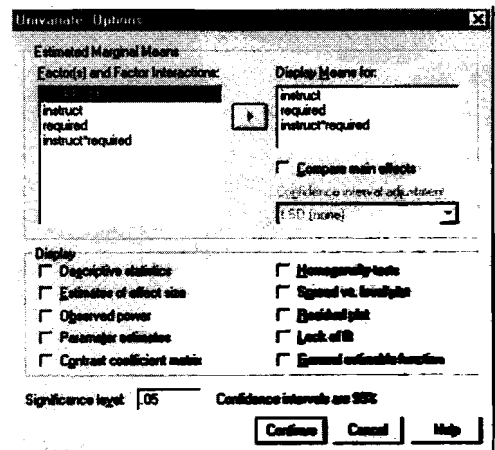 Univariate: Options
Estimated Marginal Means
Factor(s) and Factor Interactions:
instruct
required
instruct*required
Display Means for:
instruct
required
instruct*required
Compare main effects
Confidence interval adjustment
LSD (none)
Display
Descriptive statistics
Estimates of effect size
Observed power
Parameter estimates
Contrast coefficient matrix
Homogeneity tests
Spread vs. level plot
Residual plot
Lack of fit
General estimable function
Significance level: .05
Confidence intervals are 95%
Continue
Cancel
Help